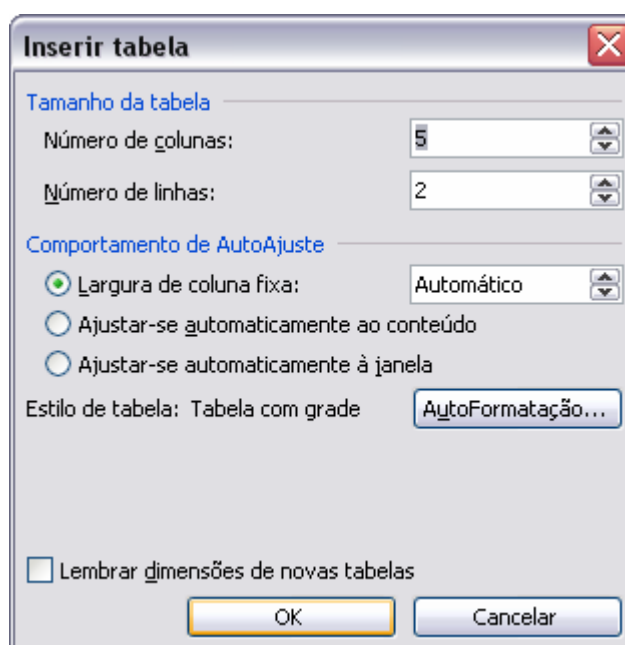 Inserir tabela
Tamanho da tabela
Número de colunas: 5
Número de linhas: 2
Comportamento de AutoAjuste
Largura de coluna fixa: Automático
Ajustar-se automaticamente ao conteúdo
Ajustar-se automaticamente à janela
Estilo de tabela: Tabela com grade AutoFormatação...
Lembrar dimensões de novas tabelas
OK Cancelar